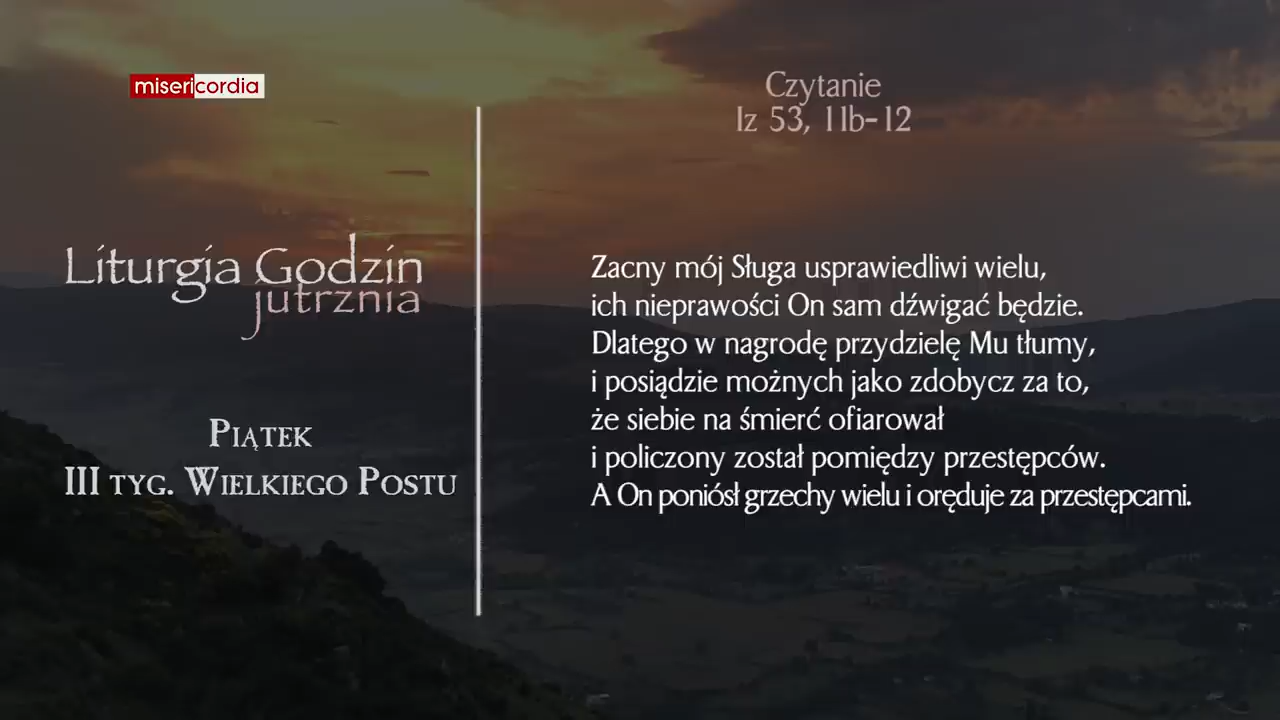 misericordia
Czytanie
Iz 53, 11b-12
Liturgia Godzin
jutrznia
Piątek
III tyg. Wielkiego Postu
Zacny mój Sługa usprawiedliwi wielu,
ich nieprawości On sam dźwigać będzie.
Dlatego w nagrodę przydzielę Mu tłumy,
i posiądzie możnych jako zdobycz za to,
że siebie na śmierć ofiarował
i policzony został pomiędzy przestępców.
A On poniósł grzechy wielu i oręduje za przestępcami.